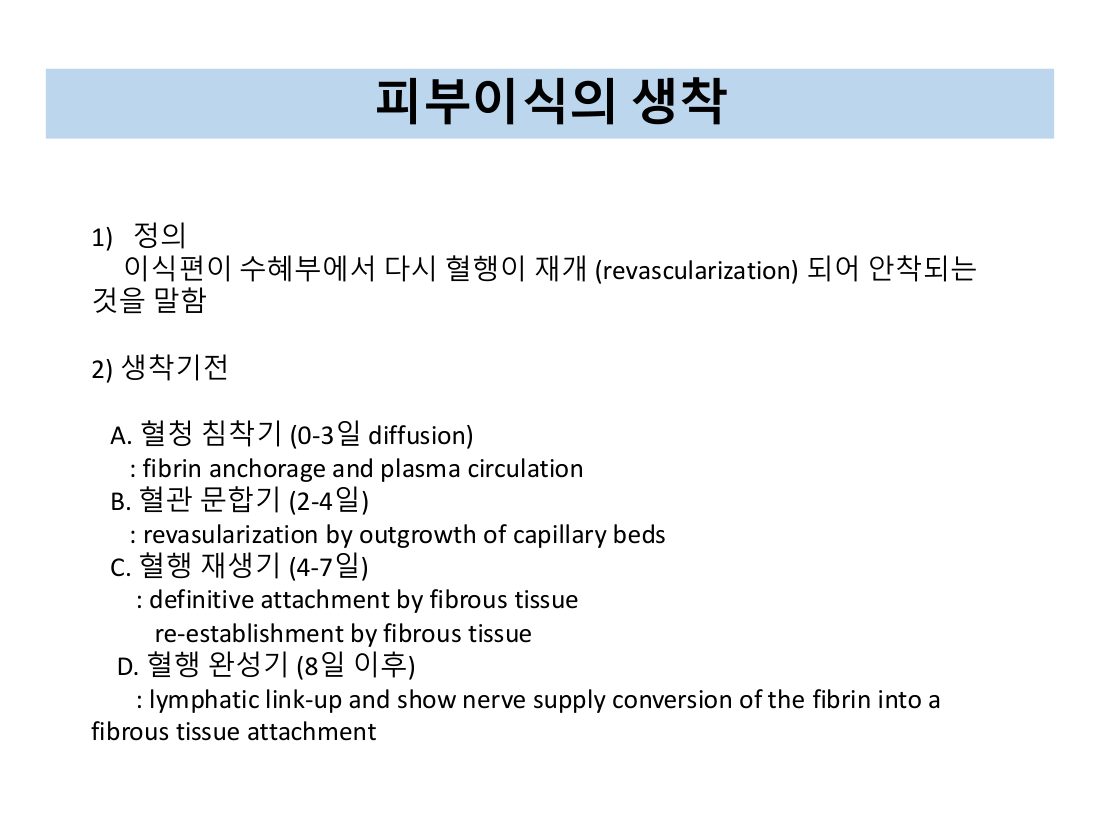 피부이식의 생착
1) 정의
이식편이 수혜부에서 다시 혈행이 재개 (revascularization) 되어 안착되는
것을 말함
2) 생착기전
A. 혈청 침착기 (0-3일 diffusion)
: fibrin anchorage and plasma circulation
B. 혈관 문합기 (2-4일)
: revasularization by outgrowth of capillary beds
C. 혈행 재생기 (4-7일)
: definitive attachment by fibrous tissue
re-establishment by fibrous tissue
D. 혈행 완성기 (8일 이후)
: lymphatic link-up and show nerve supply conversion of the fibrin into a
fibrous tissue attachment